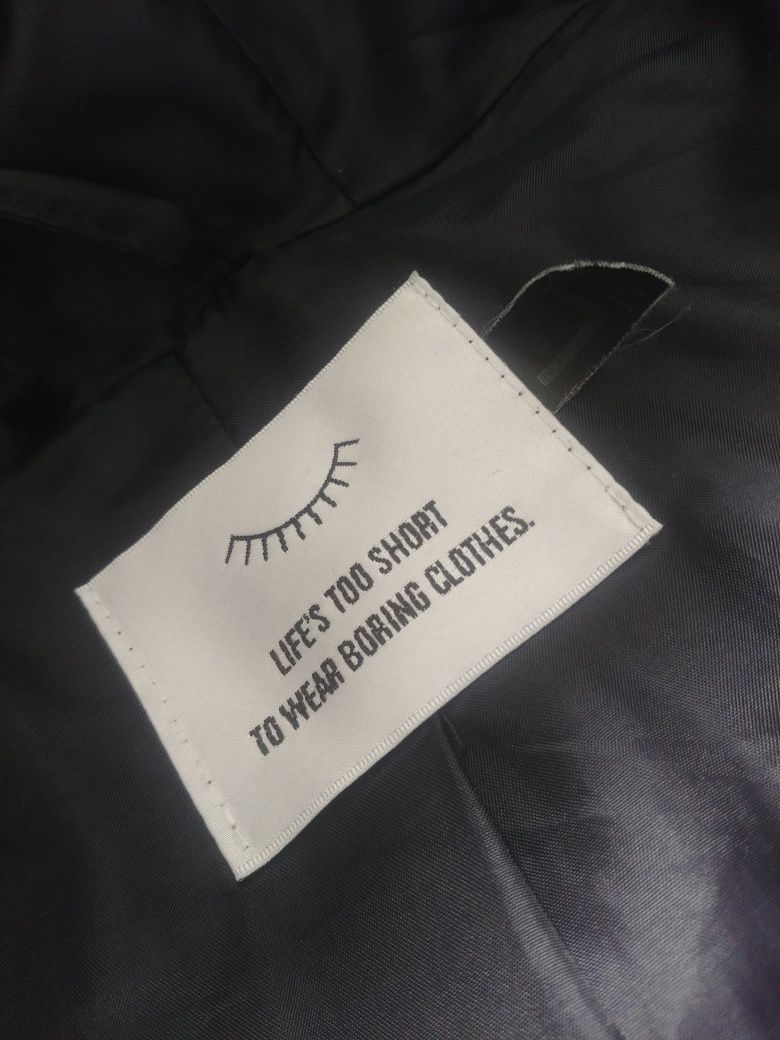 LIFE'S TOO SHORT
TO WEAR BORING CLOTHES.